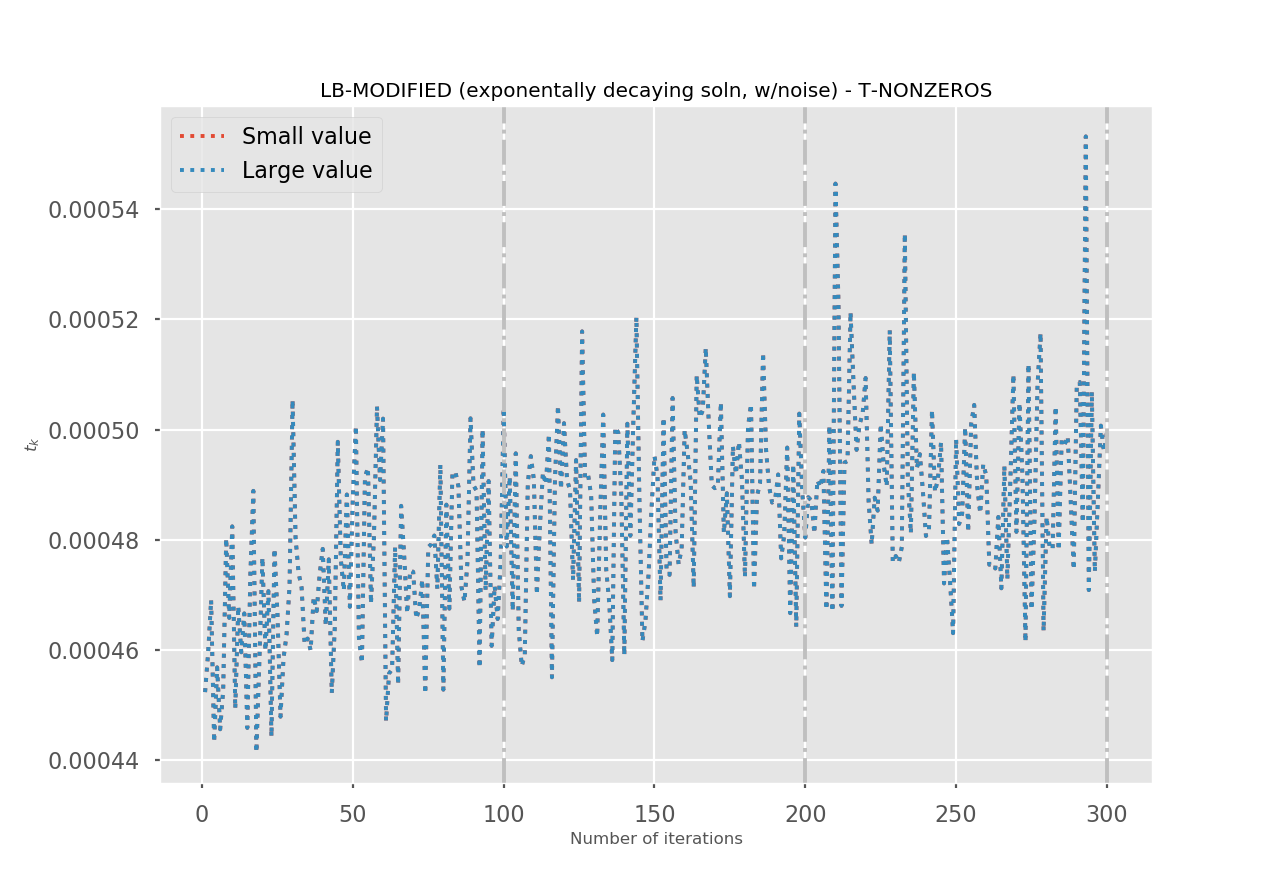 LB-MODIFIED (exponentially decaying soln, w/noise) - T-NONZEROS
Small value
Large value
0.00054
0.00052
0.00050
0.00048
0.00046
0.00044
t_k
0 50 100 150 200 250 300
Number of iterations